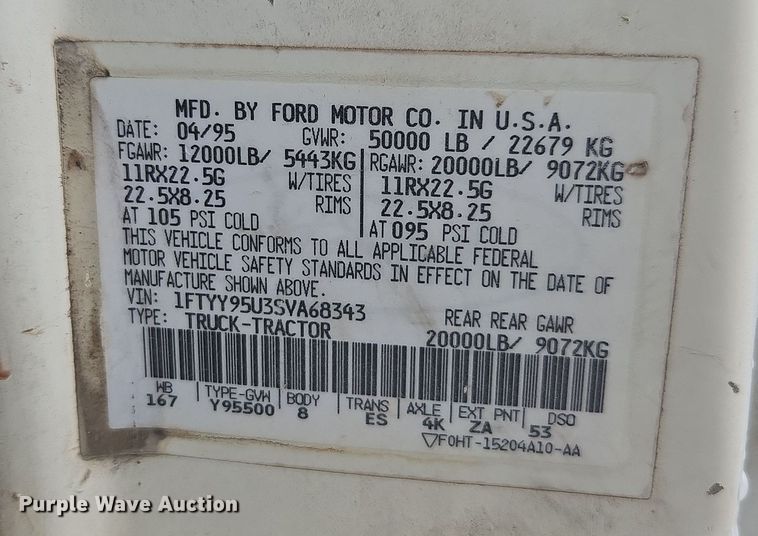 MFD. BY FORD MOTOR CO. IN U.S.A.
DATE: 04/95 GVWR: 50000 LB / 22679 KG
FGAWR: 12000LB/ 5443KG RGAWR: 20000LB/ 9072KG
11RX22.5G W/TIRES 11RX22.5G W/TIRES
22.5X8.25 RIMS 22.5X8.25 RIMS
AT 105 PSI COLD AT 095 PSI COLD
THIS VEHICLE CONFORMS TO ALL APPLICABLE FEDERAL
MOTOR VEHICLE SAFETY STANDARDS IN EFFECT ON THE DATE OF
MANUFACTURE SHOWN ABOVE.
VIN: 1FTYY95U3SVA68343 REAR REAR GAWR
TYPE: TRUCK-TRACTOR 20000LB/ 9072KG
WB TYPE-GVW BODY TRANS AXLE EXT PNT DSO
167 Y95500 8 ES 4K ZA 53
▽F0HT-15204A10-AA
Purple Wave Auction